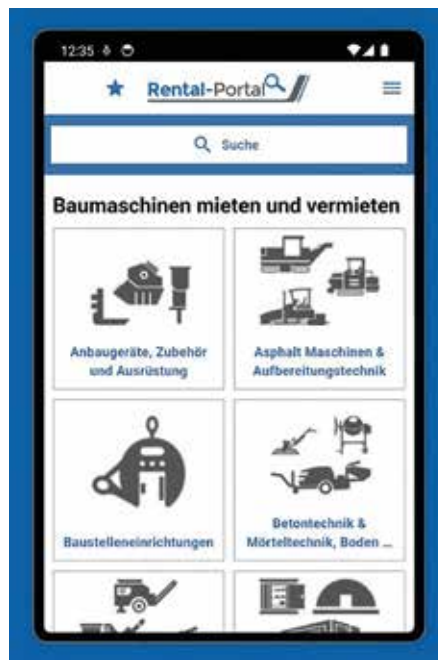 12:35
Rental-Portal
Suche
Baumaschinen mieten und vermieten
Anbaugeräte, Zubehör
und Ausrüstung
Asphalt Maschinen &
Aufbereitungstechnik
Baustelleneinrichtungen
Betontechnik &
Mörteltechnik, Boden ...